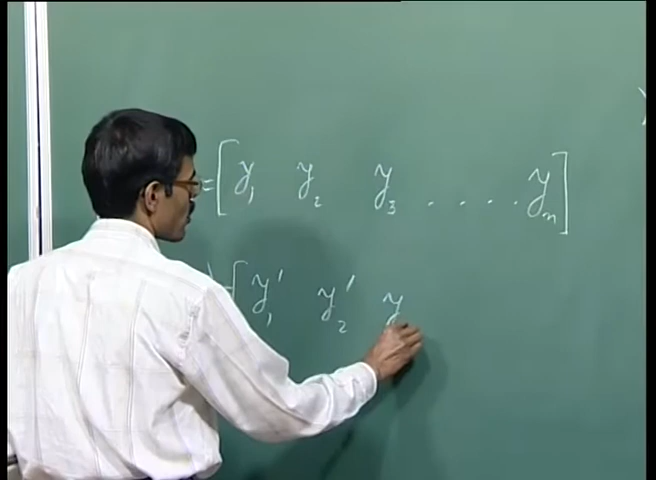 = [ y₁ y₂ y₃ . . . . . yₙ ]
= [ y₁' y₂' y